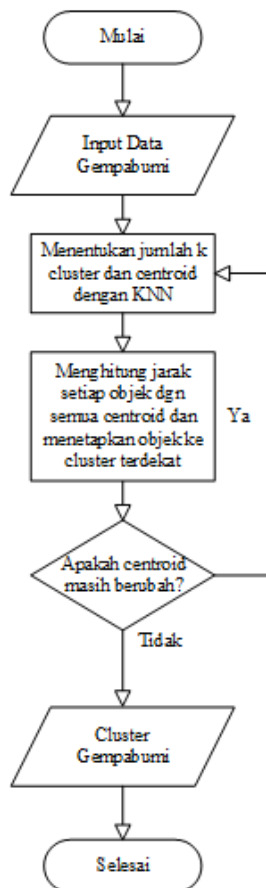 Mulai
Input Data
Gempabumi
Menentukan jumlah k
cluster dan centroid
dengan KNN
Menghitung jarak
setiap objek dgn
semua centroid dan
menetapkan objek ke
cluster terdekat
Ya
Apakah centroid
masih berubah?
Tidak
Cluster
Gempabumi
Selesai